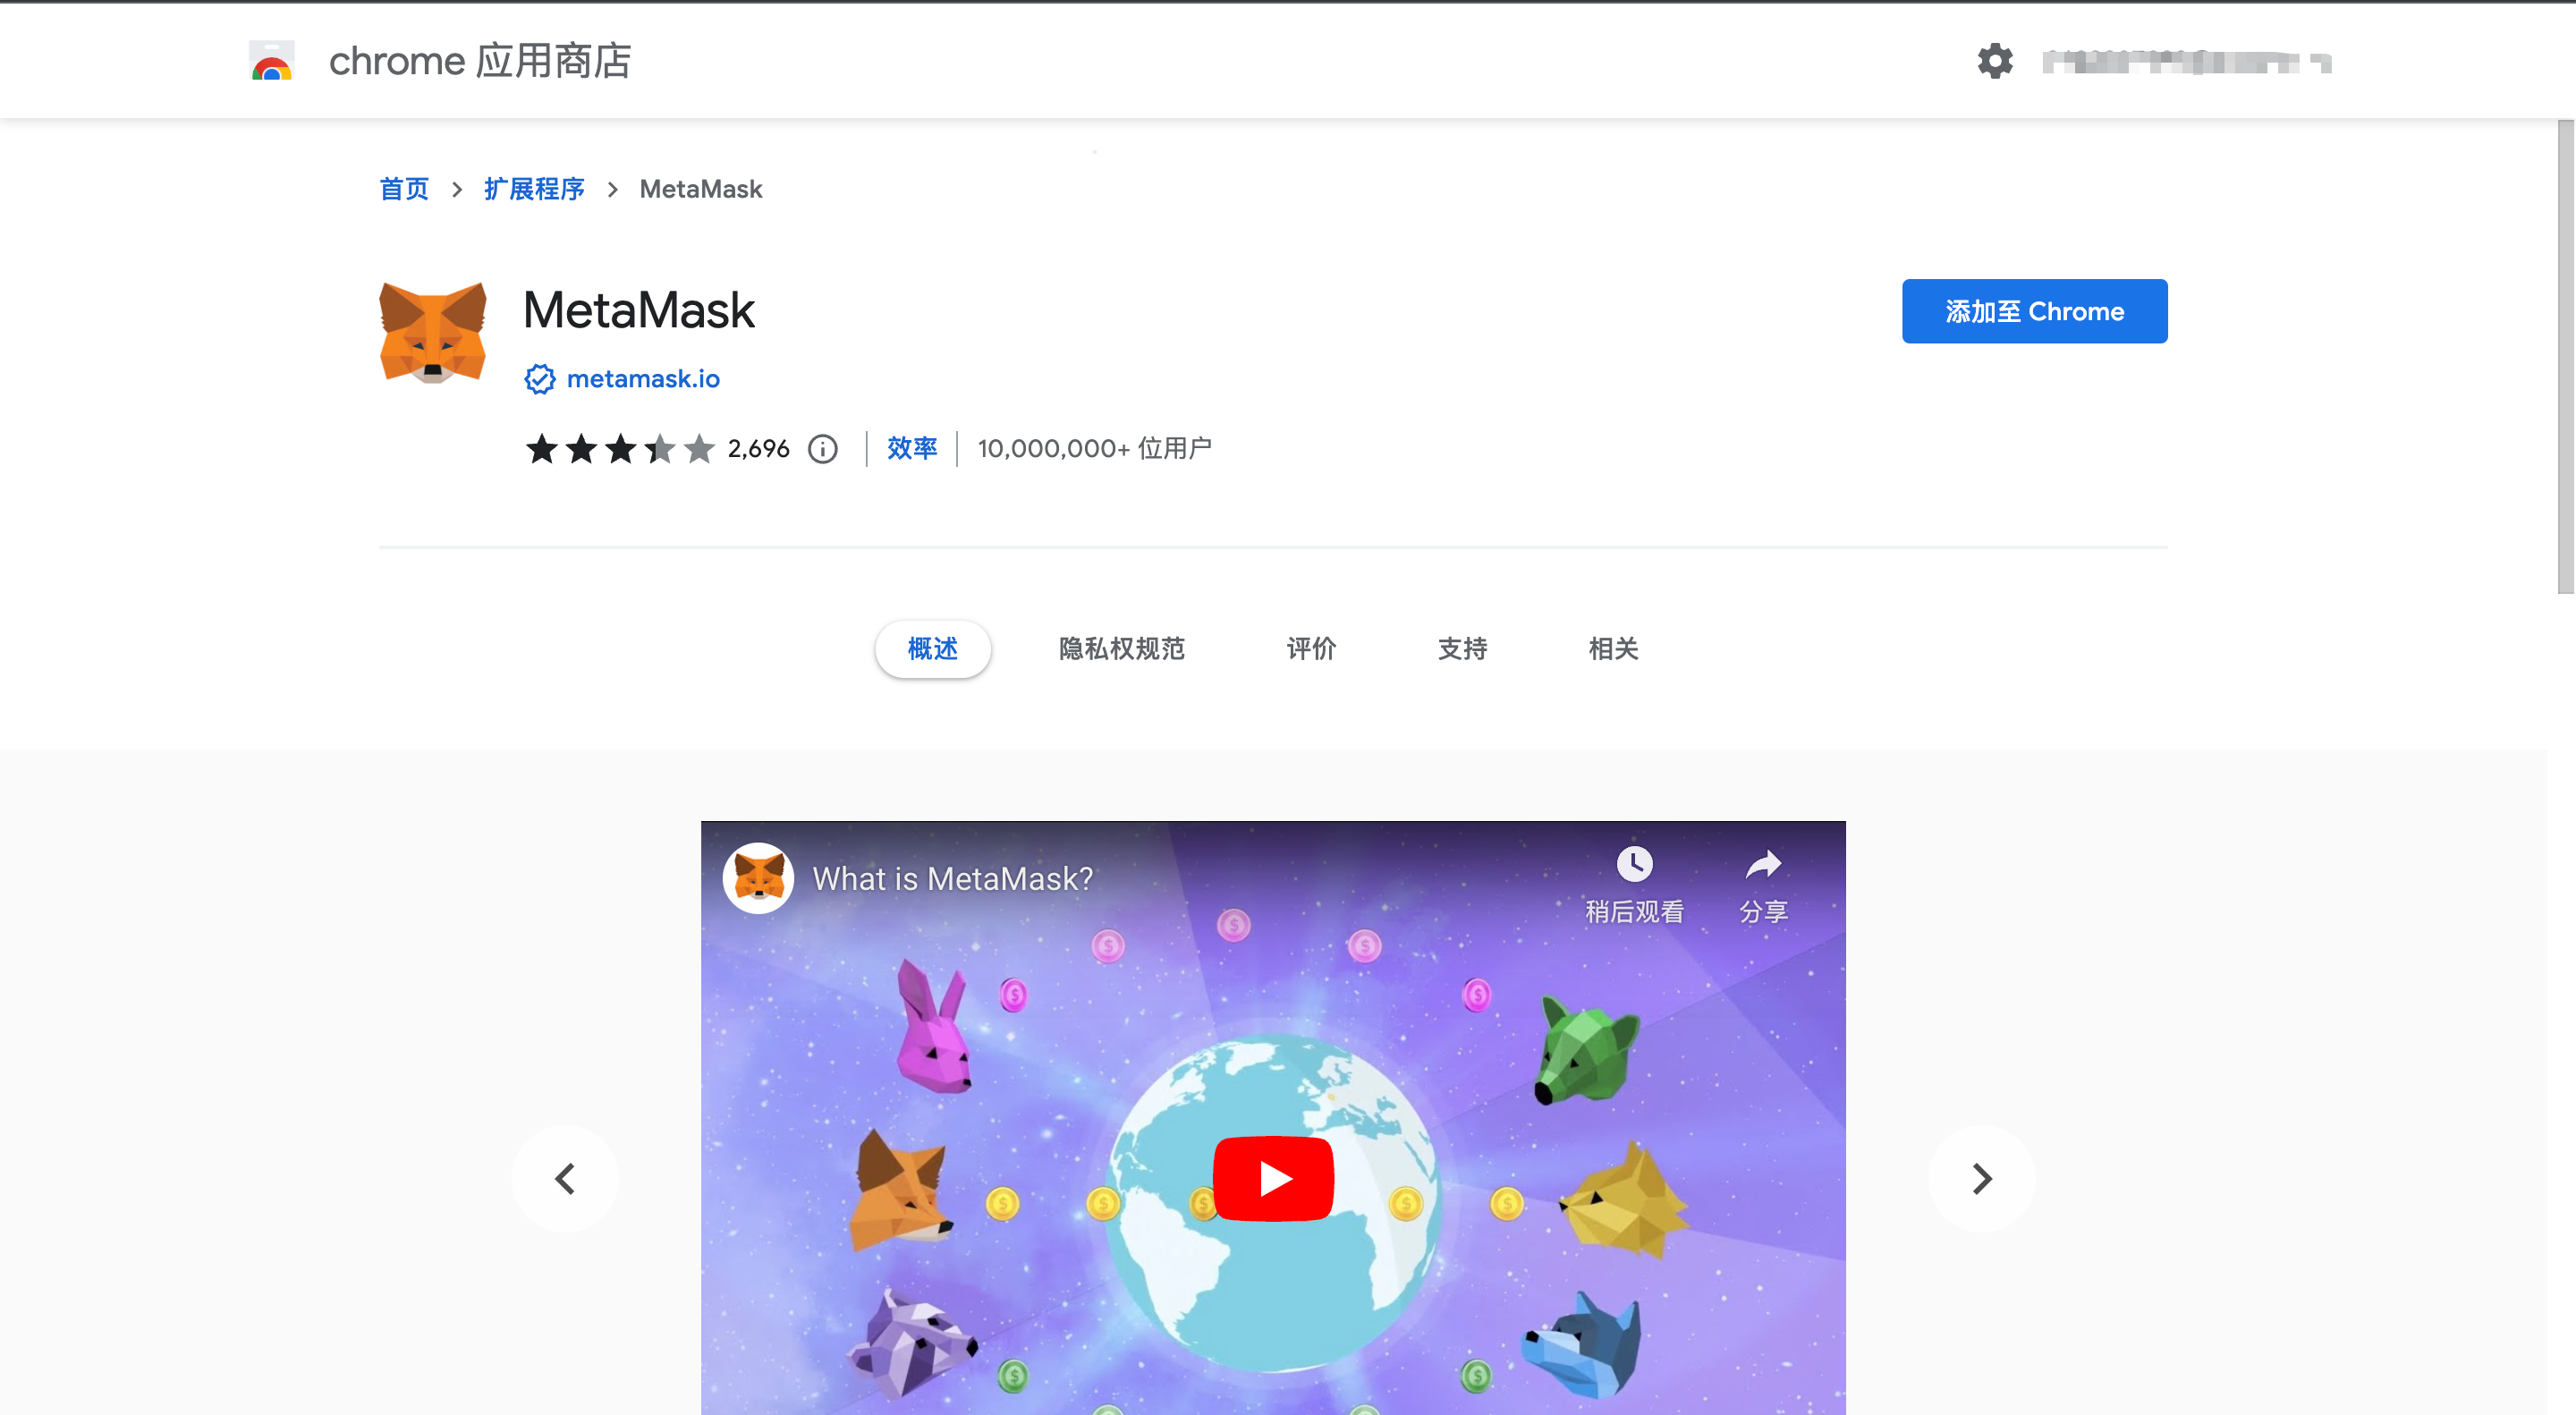 chrome 应用商店
首页 › 扩展程序 › MetaMask
MetaMask
添加至 Chrome
metamask.io
2,696
效率
10,000,000+ 位用户
概述
隐私权规范
评价
支持
相关
What is MetaMask?
稍后观看
分享